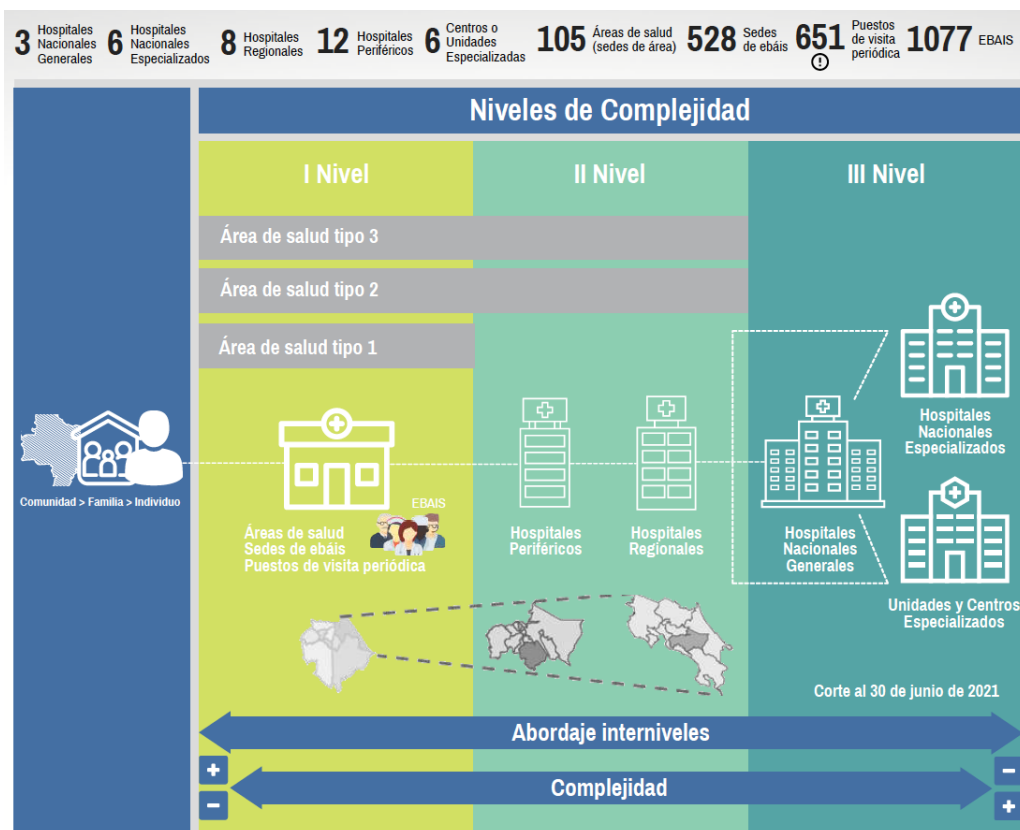 3 Hospitales Nacionales Generales
6 Hospitales Nacionales Especializados
8 Hospitales Regionales
12 Hospitales Periféricos
6 Centros o Unidades Especializadas
105 Áreas de salud (sedes de área)
528 Sedes de ebáis
651 Puestos de visita periódica
1077 EBAIS
Niveles de Complejidad
I Nivel
II Nivel
III Nivel
Área de salud tipo 3
Área de salud tipo 2
Área de salud tipo 1
Comunidad > Familia > Individuo
EBAIS
Áreas de salud
Sedes de ebáis
Puestos de visita periódica
Hospitales
Periféricos
Hospitales
Regionales
Hospitales
Nacionales
Generales
Hospitales
Nacionales
Especializados
Unidades y Centros
Especializados
Corte al 30 de junio de 2021
Abordaje interniveles
+
−
Complejidad
−
+